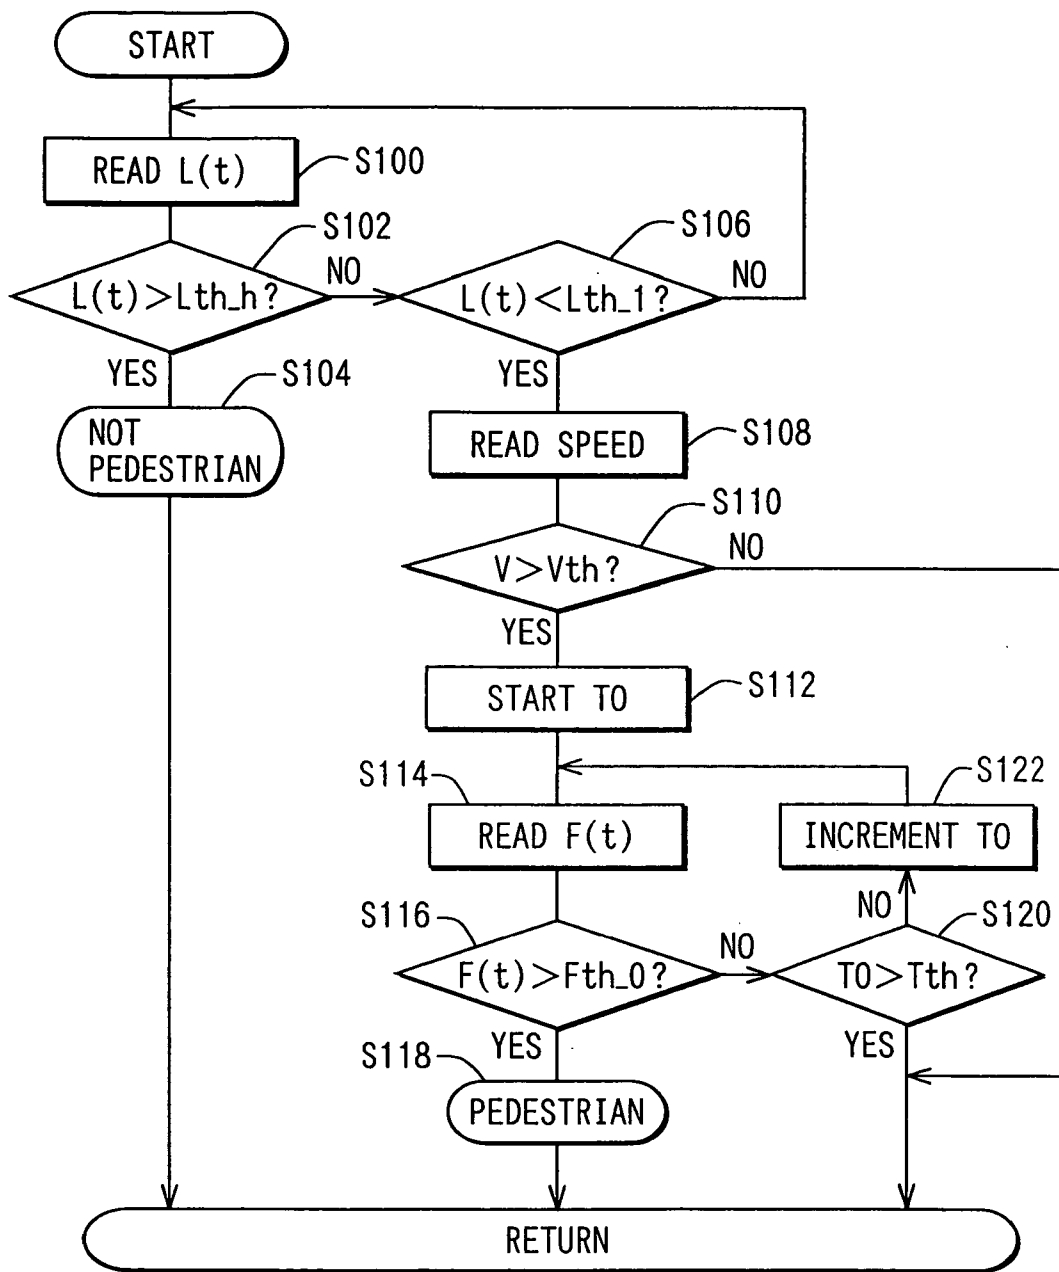 START
READ L(t)
S100
S102
L(t)>Lth_h?
NO
S106
L(t)<Lth_1?
NO
YES
S104
NOT
PEDESTRIAN
YES
READ SPEED
S108
S110
V>Vth?
NO
YES
START TO
S112
S114
READ F(t)
S122
INCREMENT TO
S116
F(t)>Fth_0?
NO
NO
S120
TO>Tth?
YES
S118
PEDESTRIAN
YES
RETURN